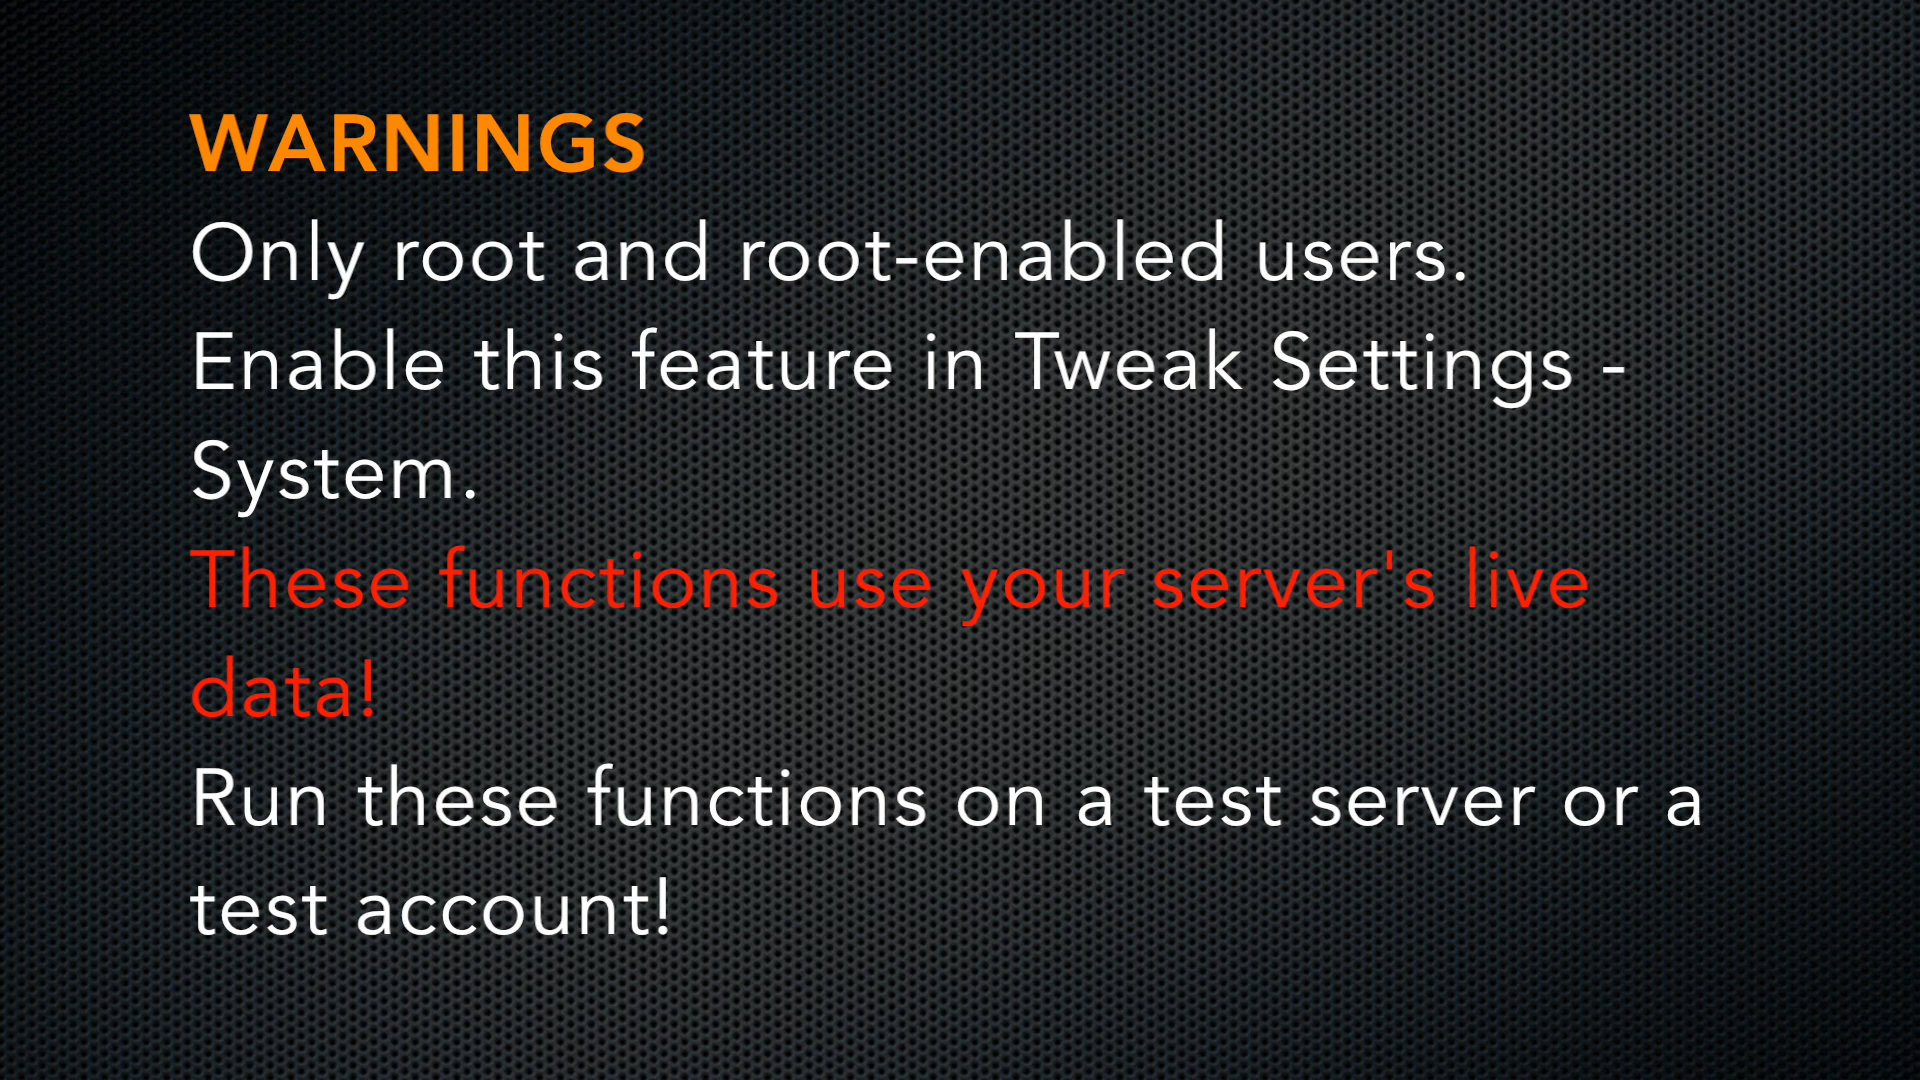 WARNINGS
Only root and root-enabled users.
Enable this feature in Tweak Settings -
System.
These functions use your server's live
data!
Run these functions on a test server or a
test account!